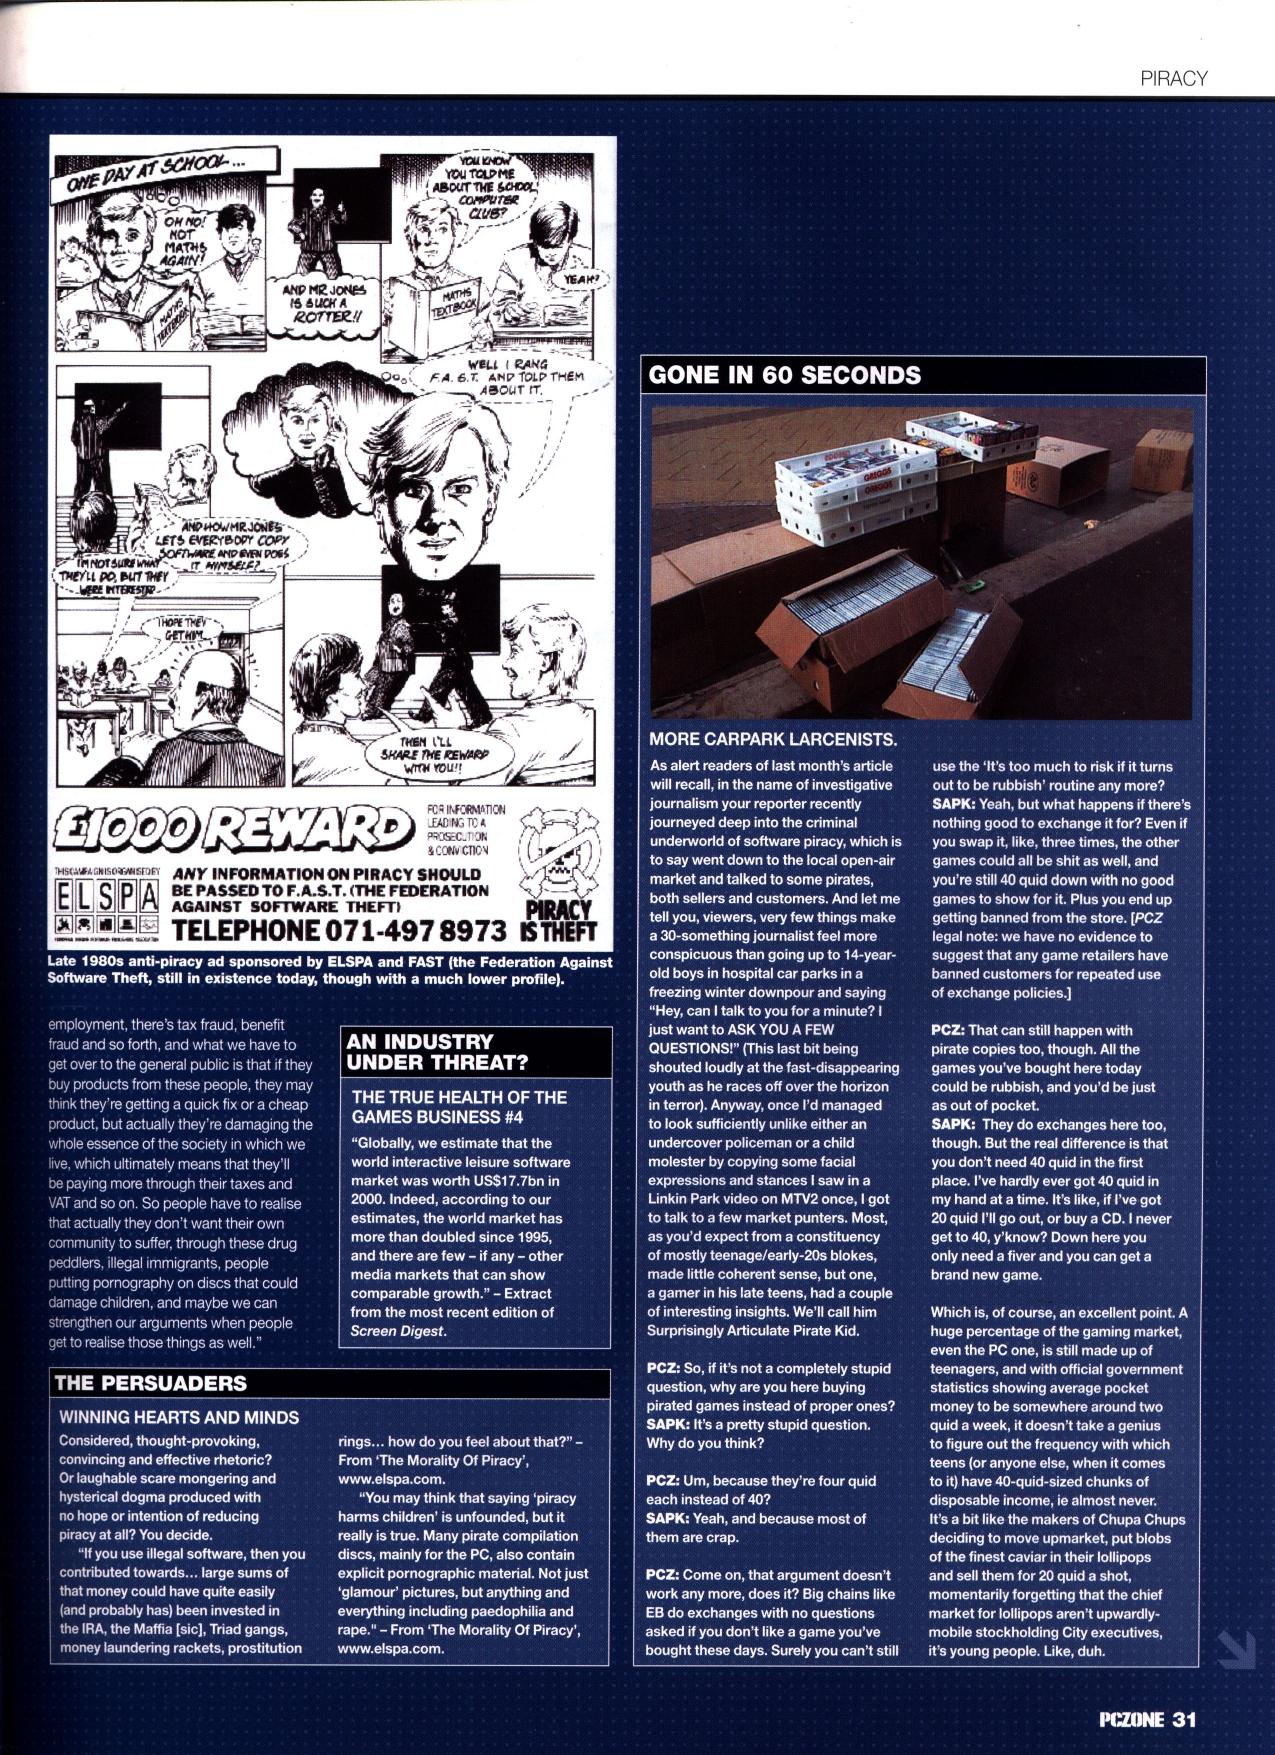 PIRACY
ONE DAY AT SCHOOL...
OH NO!
NOT
MATHS
AGAIN!
MATHS
TEXTBOOK
AND MR JONES
IS SUCH A
ROTTER!!
YOU KNOW
YOU TOLD ME
ABOUT THE SCHOOL
COMPUTER
CLUB?
MATHS
TEXTBOOK
YEAH?
WELL I RANG
F.A.S.T. AND TOLD THEM
ABOUT IT.
AND HOW MR. JONES
LETS EVERYBODY COPY
SOFTWARE AND EVEN DOES
IT HIMSELF?
I'M NOT SURE WHAT
THEY'LL DO, BUT THEY
WERE INTERESTED
I HOPE THEY
GET HIM...
THEN I'LL
SHARE THE REWARD
WITH YOU!!
£1000 REWARD
FOR INFORMATION
LEADING TO A
PROSECUTION
& CONVICTION
THIS CAMPAIGN IS ORGANISED BY
ELSPA
ANY INFORMATION ON PIRACY SHOULD
BE PASSED TO F.A.S.T. (THE FEDERATION
AGAINST SOFTWARE THEFT)
TELEPHONE 071-497 8973
PIRACY
IS THEFT
Late 1980s anti-piracy ad sponsored by ELSPA and FAST (the Federation Against
Software Theft, still in existence today, though with a much lower profile).
employment, there's tax fraud, benefit
fraud and so forth, and what we have to
get over to the general public is that if they
buy products from these people, they may
think they're getting a quick fix or a cheap
product, but actually they're damaging the
whole essence of the society in which we
live, which ultimately means that they'll
be paying more through their taxes and
VAT and so on. So people have to realise
that actually they don't want their own
community to suffer, through these drug
peddlers, illegal immigrants, people
putting pornography on discs that could
damage children, and maybe we can
strengthen our arguments when people
get to realise those things as well."
AN INDUSTRY
UNDER THREAT?
THE TRUE HEALTH OF THE
GAMES BUSINESS #4
"Globally, we estimate that the
world interactive leisure software
market was worth US$17.7bn in
2000. Indeed, according to our
estimates, the world market has
more than doubled since 1995,
and there are few – if any – other
media markets that can show
comparable growth." – Extract
from the most recent edition of
Screen Digest.
THE PERSUADERS
WINNING HEARTS AND MINDS
Considered, thought-provoking,
convincing and effective rhetoric?
Or laughable scare mongering and
hysterical dogma produced with
no hope or intention of reducing
piracy at all? You decide.
"If you use illegal software, then you
contributed towards... large sums of
that money could have quite easily
(and probably has) been invested in
the IRA, the Maffia [sic], Triad gangs,
money laundering rackets, prostitution
rings... how do you feel about that?" –
From 'The Morality Of Piracy',
www.elspa.com.
"You may think that saying 'piracy
harms children' is unfounded, but it
really is true. Many pirate compilation
discs, mainly for the PC, also contain
explicit pornographic material. Not just
'glamour' pictures, but anything and
everything including paedophilia and
rape." – From 'The Morality Of Piracy',
www.elspa.com.
GONE IN 60 SECONDS
GREGGS
GREGGS
MORE CARPARK LARCENISTS.
As alert readers of last month's article
will recall, in the name of investigative
journalism your reporter recently
journeyed deep into the criminal
underworld of software piracy, which is
to say went down to the local open-air
market and talked to some pirates,
both sellers and customers. And let me
tell you, viewers, very few things make
a 30-something journalist feel more
conspicuous than going up to 14-year-
old boys in hospital car parks in a
freezing winter downpour and saying
"Hey, can I talk to you for a minute? I
just want to ASK YOU A FEW
QUESTIONS!" (This last bit being
shouted loudly at the fast-disappearing
youth as he races off over the horizon
in terror). Anyway, once I'd managed
to look sufficiently unlike either an
undercover policeman or a child
molester by copying some facial
expressions and stances I saw in a
Linkin Park video on MTV2 once, I got
to talk to a few market punters. Most,
as you'd expect from a constituency
of mostly teenage/early-20s blokes,
made little coherent sense, but one,
a gamer in his late teens, had a couple
of interesting insights. We'll call him
Surprisingly Articulate Pirate Kid.
PCZ: So, if it's not a completely stupid
question, why are you here buying
pirated games instead of proper ones?
SAPK: It's a pretty stupid question.
Why do you think?
PCZ: Um, because they're four quid
each instead of 40?
SAPK: Yeah, and because most of
them are crap.
PCZ: Come on, that argument doesn't
work any more, does it? Big chains like
EB do exchanges with no questions
asked if you don't like a game you've
bought these days. Surely you can't still
use the 'It's too much to risk if it turns
out to be rubbish' routine any more?
SAPK: Yeah, but what happens if there's
nothing good to exchange it for? Even if
you swap it, like, three times, the other
games could all be shit as well, and
you're still 40 quid down with no good
games to show for it. Plus you end up
getting banned from the store. [PCZ
legal note: we have no evidence to
suggest that any game retailers have
banned customers for repeated use
of exchange policies.]
PCZ: That can still happen with
pirate copies too, though. All the
games you've bought here today
could be rubbish, and you'd be just
as out of pocket.
SAPK: They do exchanges here too,
though. But the real difference is that
you don't need 40 quid in the first
place. I've hardly ever got 40 quid in
my hand at a time. It's like, if I've got
20 quid I'll go out, or buy a CD. I never
get to 40, y'know? Down here you
only need a fiver and you can get a
brand new game.
Which is, of course, an excellent point. A
huge percentage of the gaming market,
even the PC one, is still made up of
teenagers, and with official government
statistics showing average pocket
money to be somewhere around two
quid a week, it doesn't take a genius
to figure out the frequency with which
teens (or anyone else, when it comes
to it) have 40-quid-sized chunks of
disposable income, ie almost never.
It's a bit like the makers of Chupa Chups
deciding to move upmarket, put blobs
of the finest caviar in their lollipops
and sell them for 20 quid a shot,
momentarily forgetting that the chief
market for lollipops aren't upwardly-
mobile stockholding City executives,
it's young people. Like, duh.
PCZONE 31